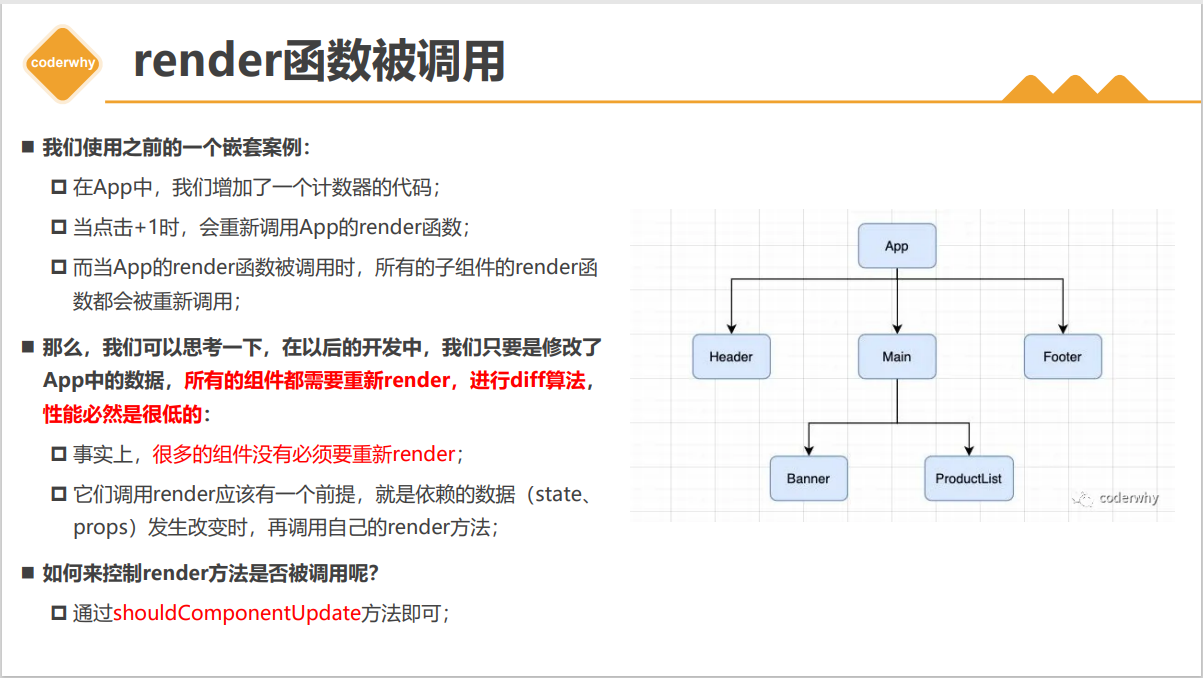 coderwhy
render函数被调用
■ 我们使用之前的一个嵌套案例：
在App中，我们增加了一个计数器的代码；
当点击+1时，会重新调用App的render函数；
而当App的render函数被调用时，所有的子组件的render函
数都会被重新调用；
■ 那么，我们可以思考一下，在以后的开发中，我们只要是修改了
App中的数据，所有的组件都需要重新render，进行diff算法，
性能必然是很低的：
事实上，很多的组件没有必须要重新render；
它们调用render应该有一个前提，就是依赖的数据（state、
props）发生改变时，再调用自己的render方法；
■ 如何来控制render方法是否被调用呢？
通过shouldComponentUpdate方法即可；
App
Header
Main
Footer
Banner
ProductList
coderwhy